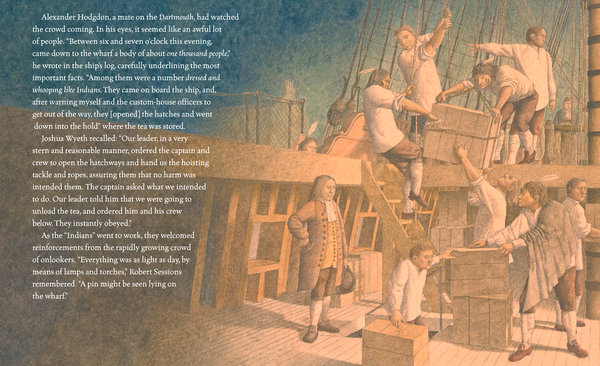 Alexander Hodgdon, a mate on the Dartmouth, had watched
the crowd coming. In his eyes, it seemed like an awful lot
of people. “Between six and seven o’clock this evening,
came down to the wharf a body of about one thousand people,”
he wrote in the ship’s log, carefully underlining the most
important facts. “Among them were a number dressed and
whooping like Indians. They came on board the ship, and,
after warning myself and the custom-house officers to
get out of the way, they [opened] the hatches and went
down into the hold” where the tea was stored.
Joshua Wyeth recalled: “Our leader, in a very
stern and reasonable manner, ordered the captain and
crew to open the hatchways and hand us the hoisting
tackle and ropes, assuring them that no harm was
intended them. The captain asked what we intended
to do. Our leader told him that we were going to
unload the tea, and ordered him and his crew
below. They instantly obeyed.”
As the “Indians” went to work, they welcomed
reinforcements from the rapidly growing crowd
of onlookers. “Everything was as light as day, by
means of lamps and torches,” Robert Sessions
remembered. “A pin might be seen lying on
the wharf.”